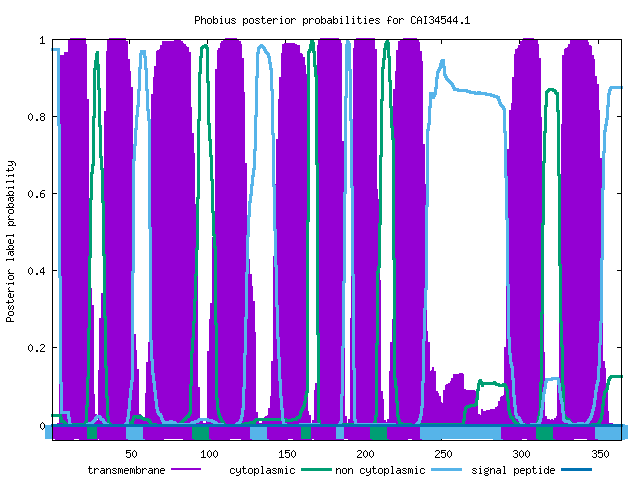 Phobius posterior probabilities for CAI34544.1
1
0.8
0.6
0.4
0.2
0
Posterior label probability
50 100 150 200 250 300 350
transmembrane cytoplasmic non cytoplasmic signal peptide